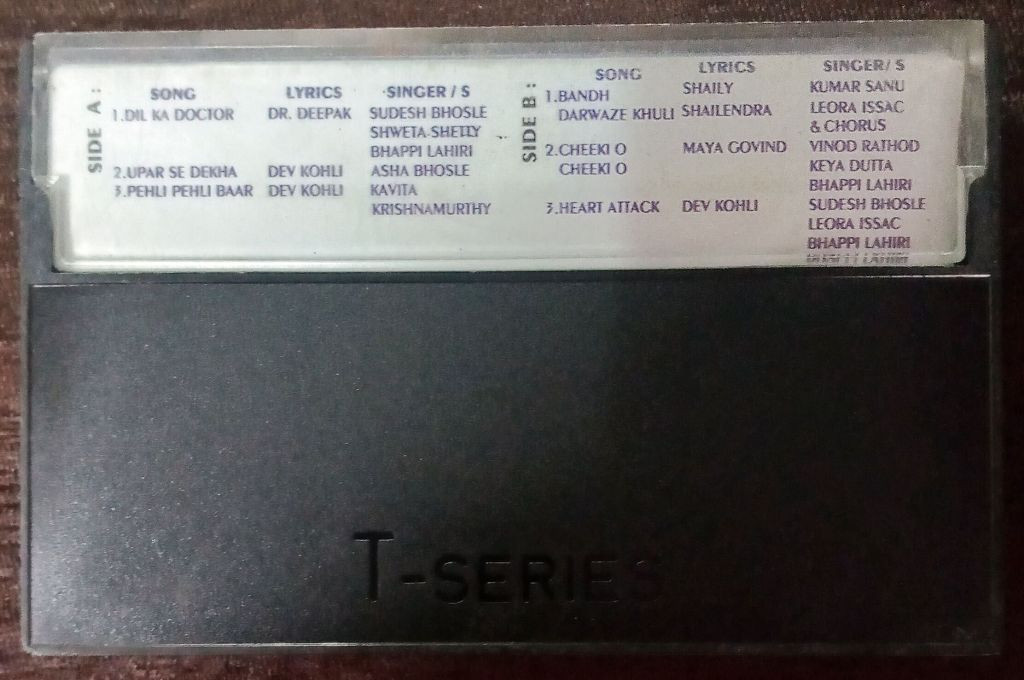 SIDE A :
SONG LYRICS SINGER / S
1.DIL KA DOCTOR DR. DEEPAK SUDESH BHOSLE
SHWETA SHETTY
BHAPPI LAHIRI
2.UPAR SE DEKHA DEV KOHLI ASHA BHOSLE
3.PEHLI PEHLI BAAR DEV KOHLI KAVITA
KRISHNAMURTHY
SIDE B :
SONG LYRICS SINGER/ S
1.BANDH SHAILY KUMAR SANU
DARWAZE KHULI SHAILENDRA LEORA ISSAC
& CHORUS
2.CHEEKI O MAYA GOVIND VINOD RATHOD
CHEEKI O KEYA DUTTA
BHAPPI LAHIRI
3.HEART ATTACK DEV KOHLI SUDESH BHOSLE
LEORA ISSAC
BHAPPI LAHIRI
T-SERIES